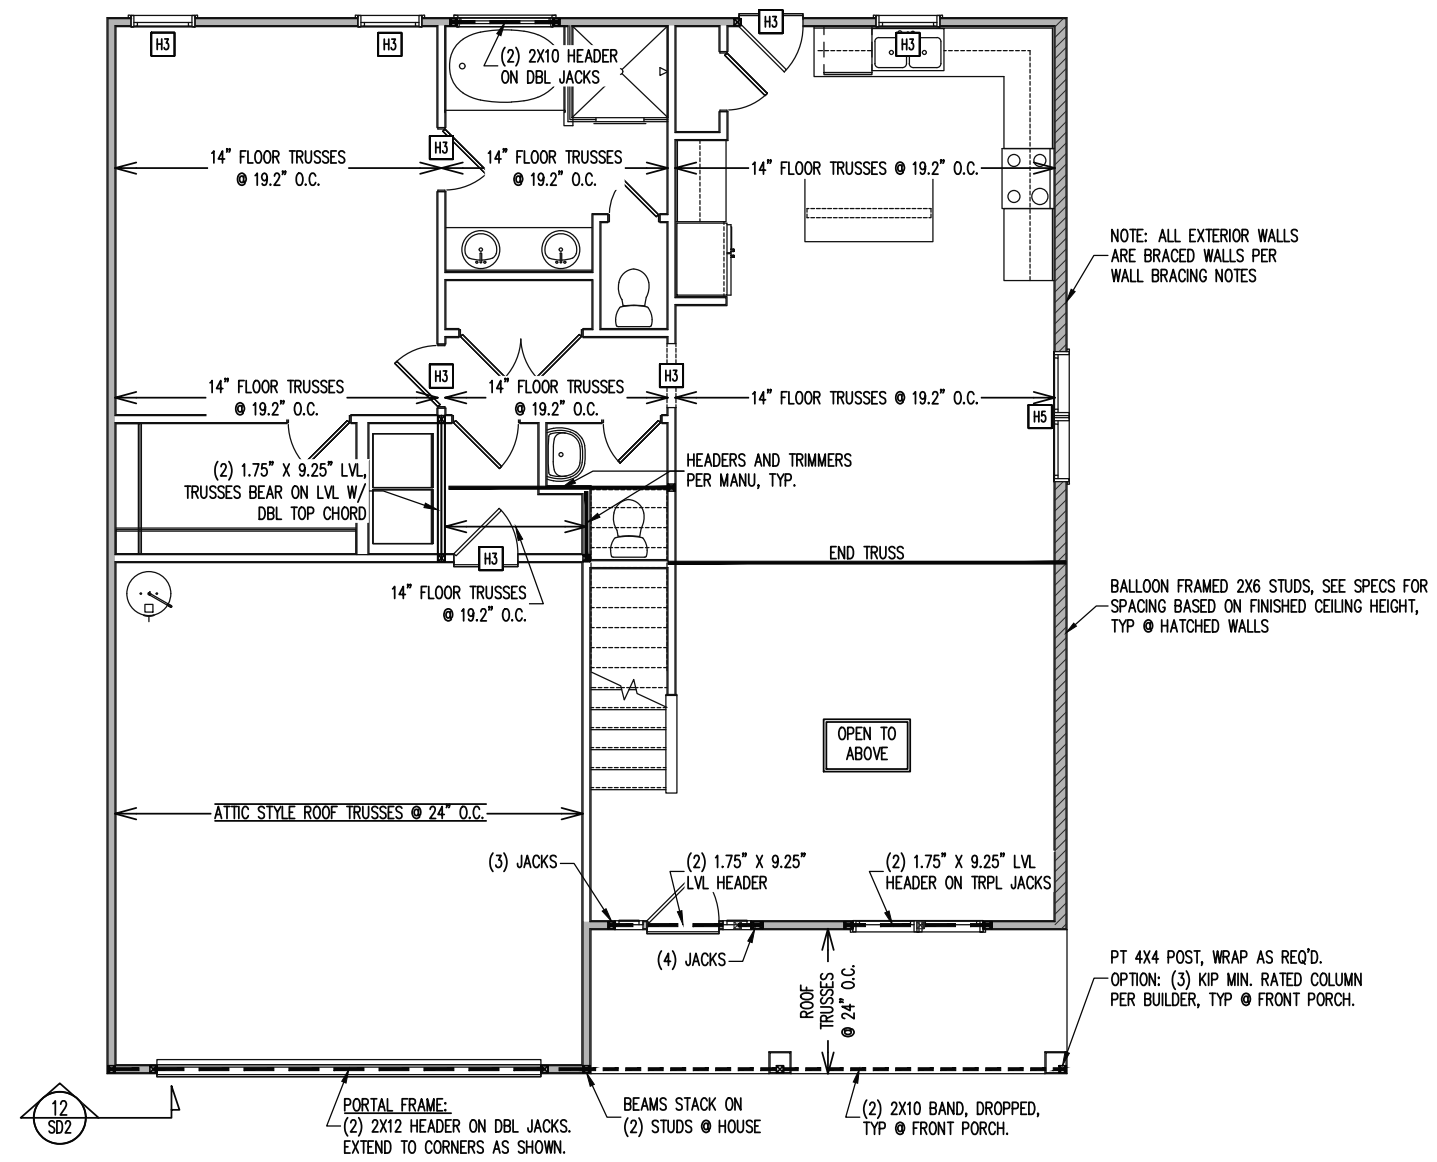 H3
H3
(2) 2X10 HEADER
ON DBL JACKS
H3
H3
H3
14" FLOOR TRUSSES
@ 19.2" O.C.
14" FLOOR TRUSSES
@ 19.2" O.C.
14" FLOOR TRUSSES @ 19.2" O.C.
NOTE: ALL EXTERIOR WALLS
ARE BRACED WALLS PER
WALL BRACING NOTES
H3
H3
14" FLOOR TRUSSES
@ 19.2" O.C.
14" FLOOR TRUSSES
@ 19.2" O.C.
14" FLOOR TRUSSES @ 19.2" O.C.
H5
(2) 1.75" X 9.25" LVL,
TRUSSES BEAR ON LVL W/
DBL TOP CHORD
HEADERS AND TRIMMERS
PER MANU, TYP.
H3
END TRUSS
14" FLOOR TRUSSES
@ 19.2" O.C.
BALLOON FRAMED 2X6 STUDS, SEE SPECS FOR
SPACING BASED ON FINISHED CEILING HEIGHT,
TYP @ HATCHED WALLS
OPEN TO
ABOVE
ATTIC STYLE ROOF TRUSSES @ 24" O.C.
(3) JACKS
(2) 1.75" X 9.25"
LVL HEADER
(2) 1.75" X 9.25" LVL
HEADER ON TRPL JACKS
(4) JACKS
ROOF
TRUSSES
@ 24" O.C.
PT 4X4 POST, WRAP AS REQ'D.
OPTION: (3) KIP MIN. RATED COLUMN
PER BUILDER, TYP @ FRONT PORCH.
12
SD2
PORTAL FRAME:
(2) 2X12 HEADER ON DBL JACKS.
EXTEND TO CORNERS AS SHOWN.
BEAMS STACK ON
(2) STUDS @ HOUSE
(2) 2X10 BAND, DROPPED,
TYP @ FRONT PORCH.